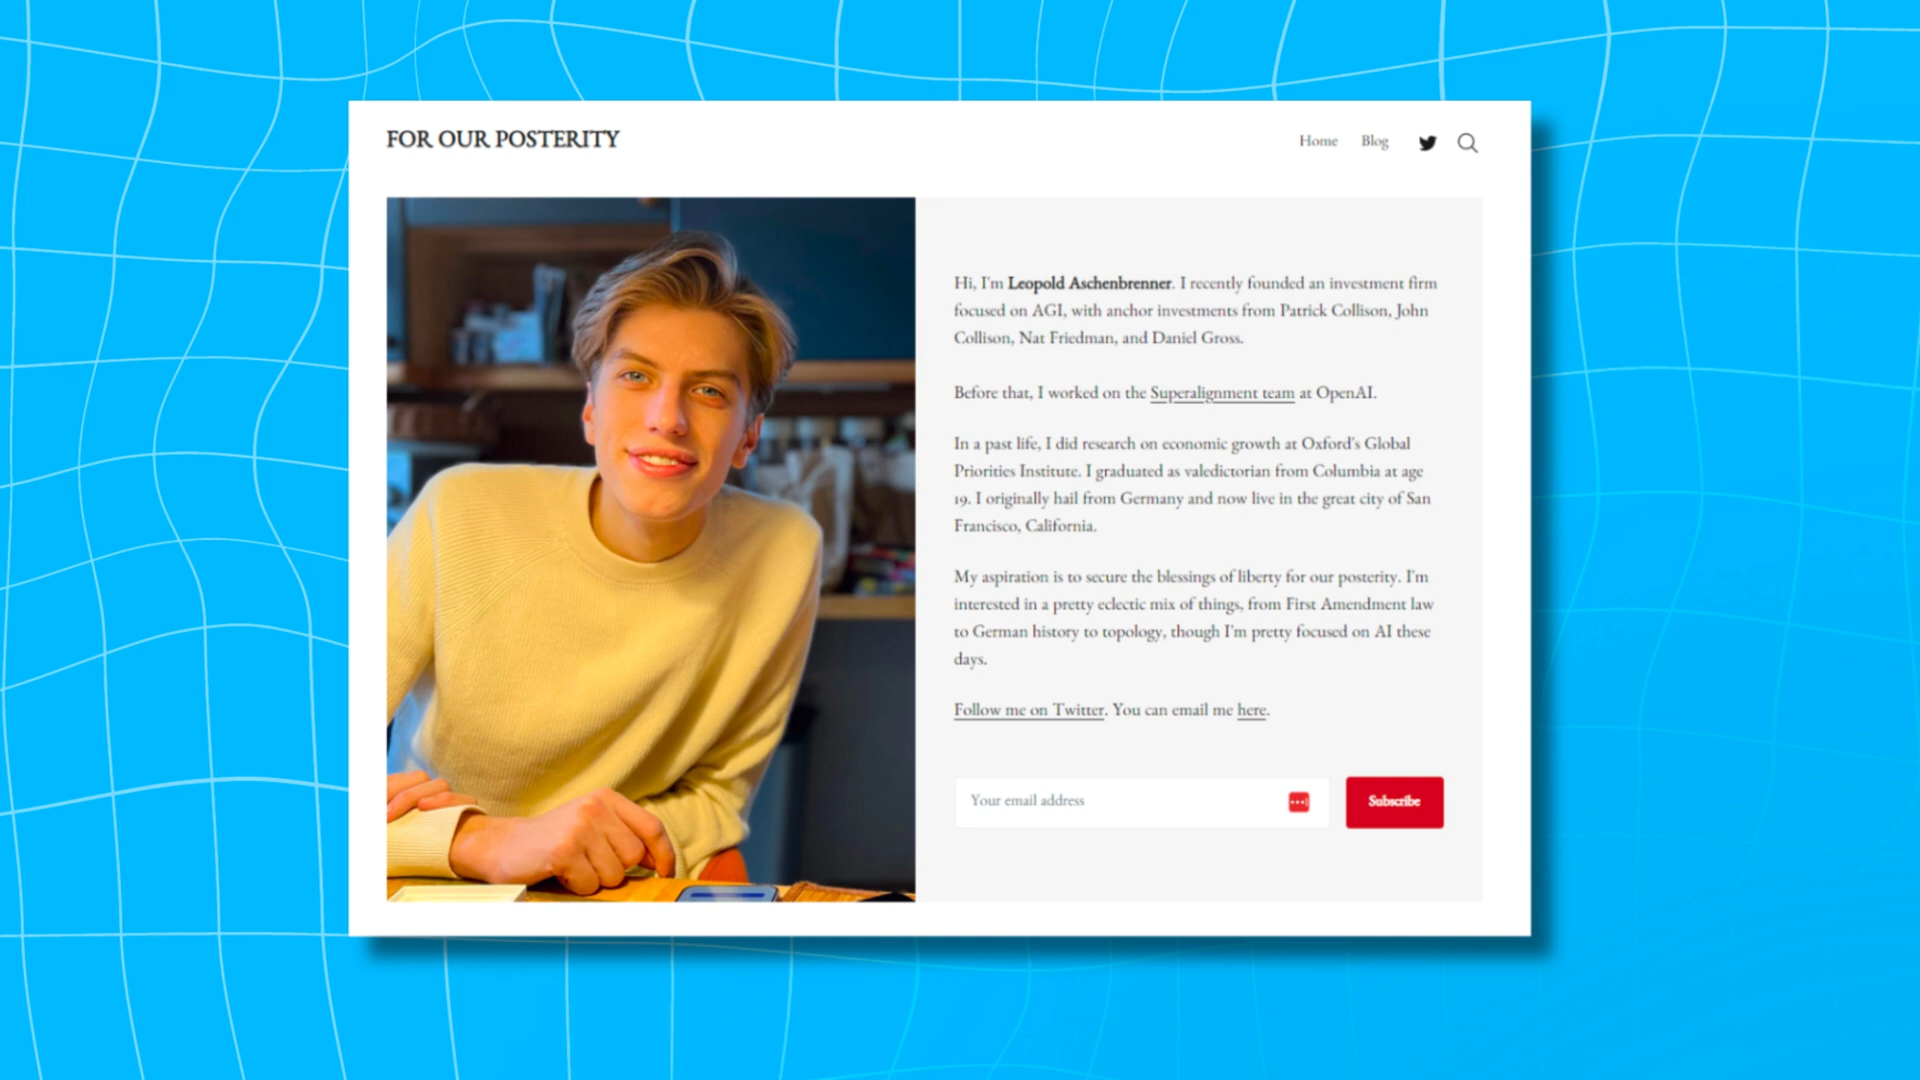 FOR OUR POSTERITY
Home Blog
Hi, I'm Leopold Aschenbrenner. I recently founded an investment firm
focused on AGI, with anchor investments from Patrick Collison, John
Collison, Nat Friedman, and Daniel Gross.
Before that, I worked on the Superalignment team at OpenAI.
In a past life, I did research on economic growth at Oxford's Global
Priorities Institute. I graduated as valedictorian from Columbia at age
19. I originally hail from Germany and now live in the great city of San
Francisco, California.
My aspiration is to secure the blessings of liberty for our posterity. I'm
interested in a pretty eclectic mix of things, from First Amendment law
to German history to topology, though I'm pretty focused on AI these
days.
Follow me on Twitter. You can email me here.
Your email address
Subscribe